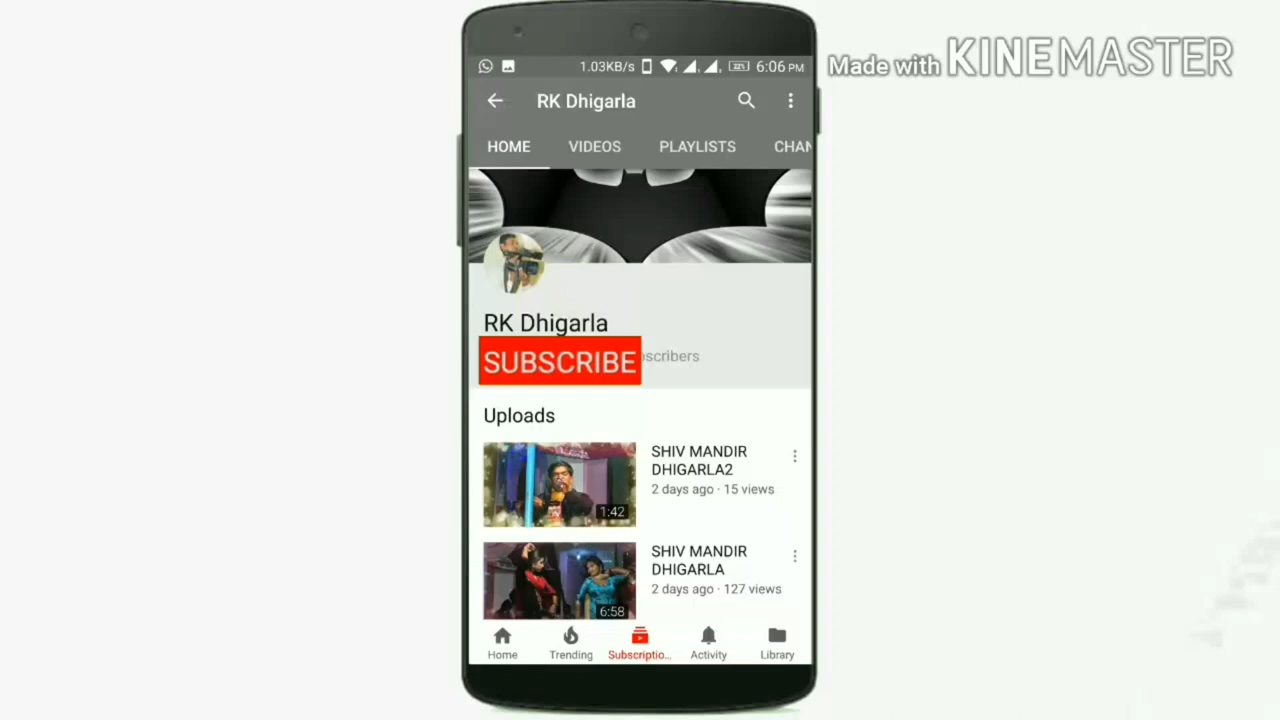 Made with KINEMASTER
1.03KB/s 32% 6:06 PM
RK Dhigarla
HOME VIDEOS PLAYLISTS CHAN
RK Dhigarla
SUBSCRIBE bscribers
Uploads
SHIV MANDIR
DHIGARLA2
2 days ago · 15 views
1:42
SHIV MANDIR
DHIGARLA
2 days ago · 127 views
6:58
Home Trending Subscriptio... Activity Library